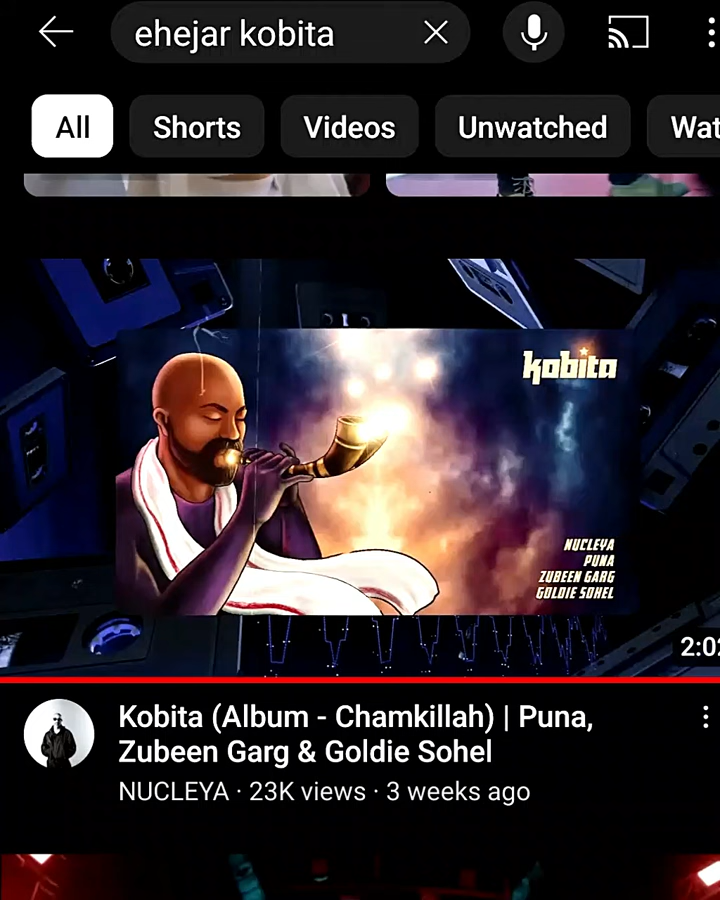 ehejar kobita
All Shorts Videos Unwatched Wat
kobita
NUCLEYA
PUNA
ZUBEEN GARG
GOLDIE SOHEL
2:02
Kobita (Album - Chamkillah) | Puna,
Zubeen Garg & Goldie Sohel
NUCLEYA · 23K views · 3 weeks ago